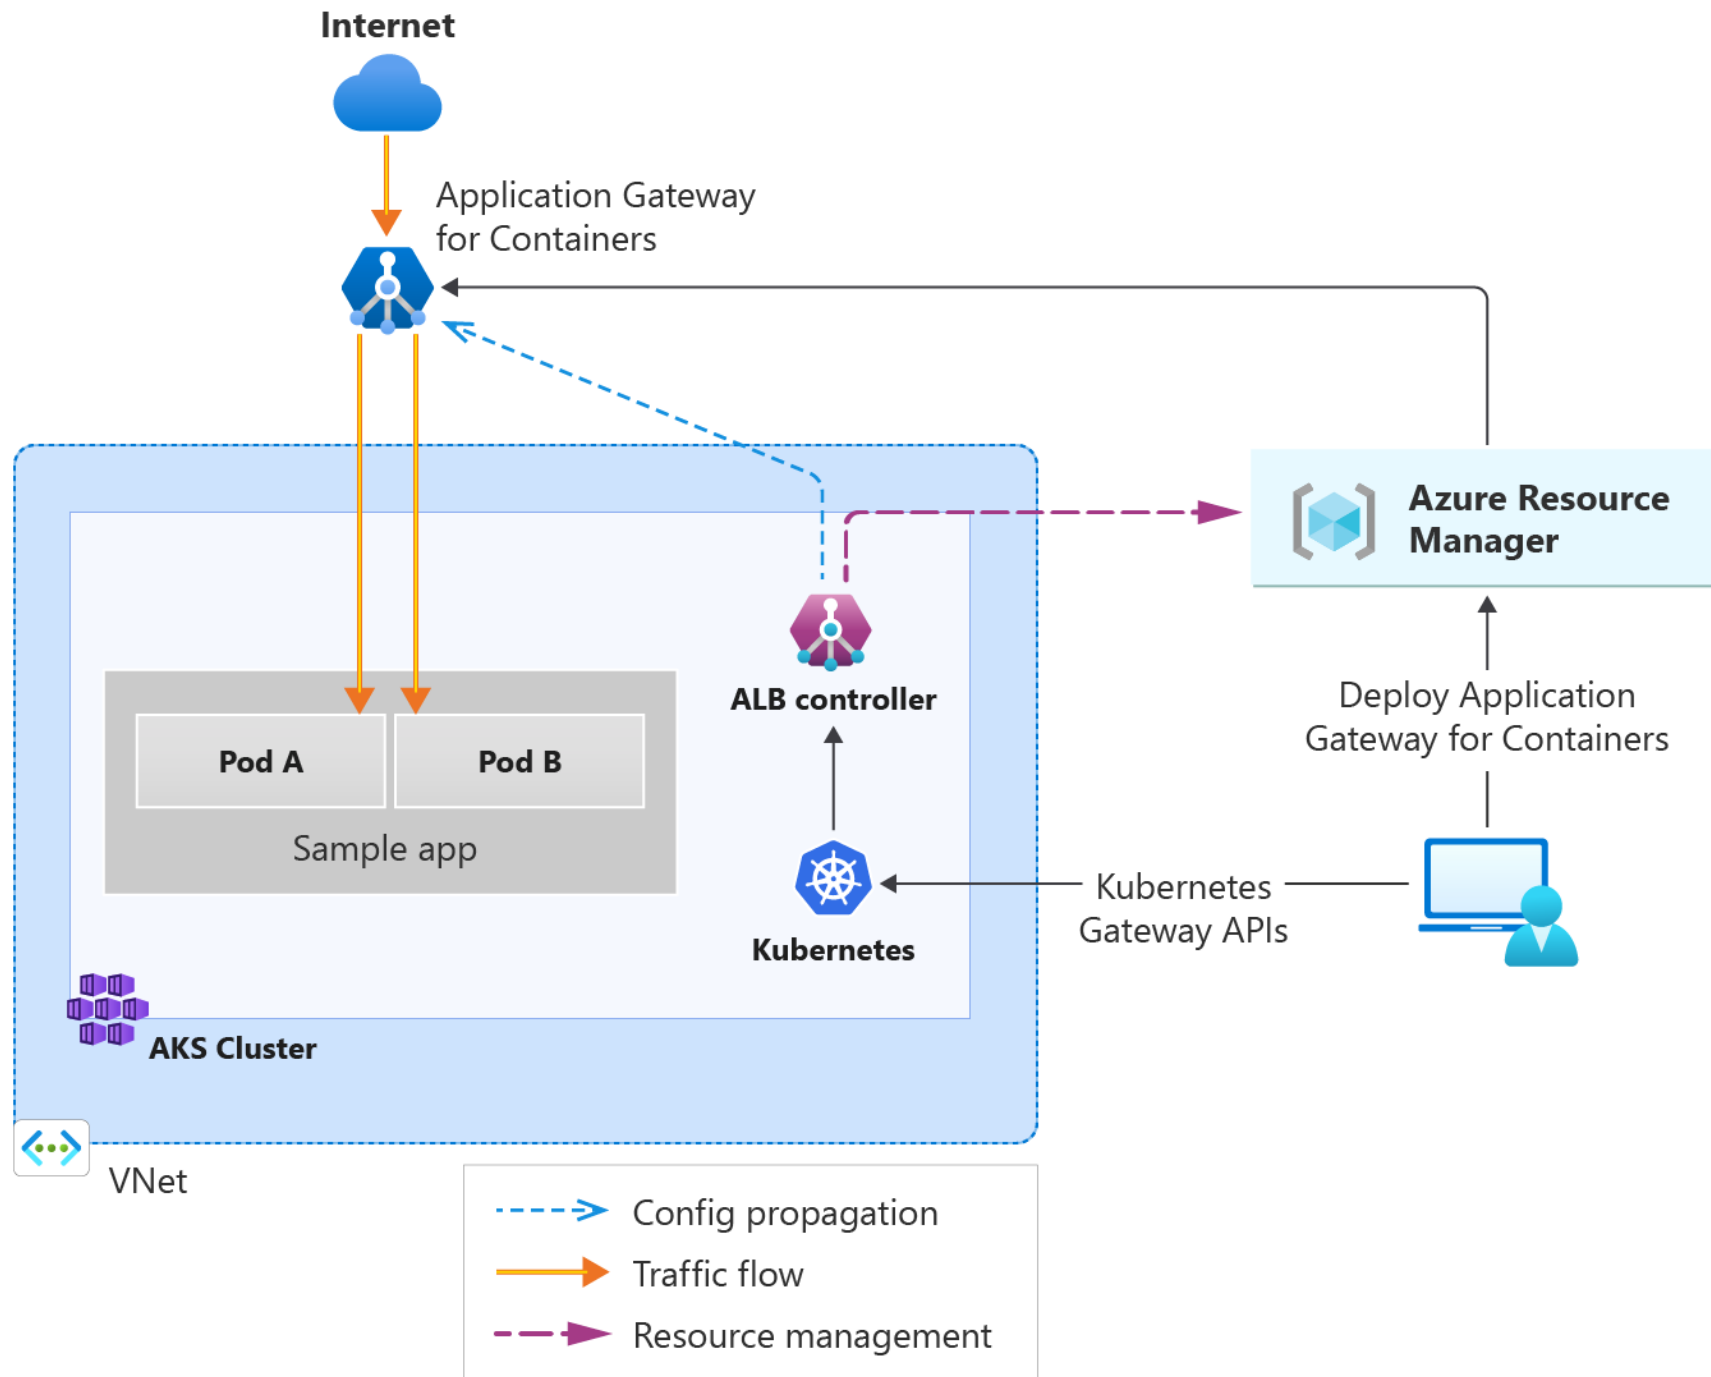 Internet
Application Gateway
for Containers
Azure Resource
Manager
ALB controller
Deploy Application
Gateway for Containers
Pod A
Pod B
Sample app
Kubernetes
Gateway APIs
Kubernetes
AKS Cluster
VNet
Config propagation
Traffic flow
Resource management